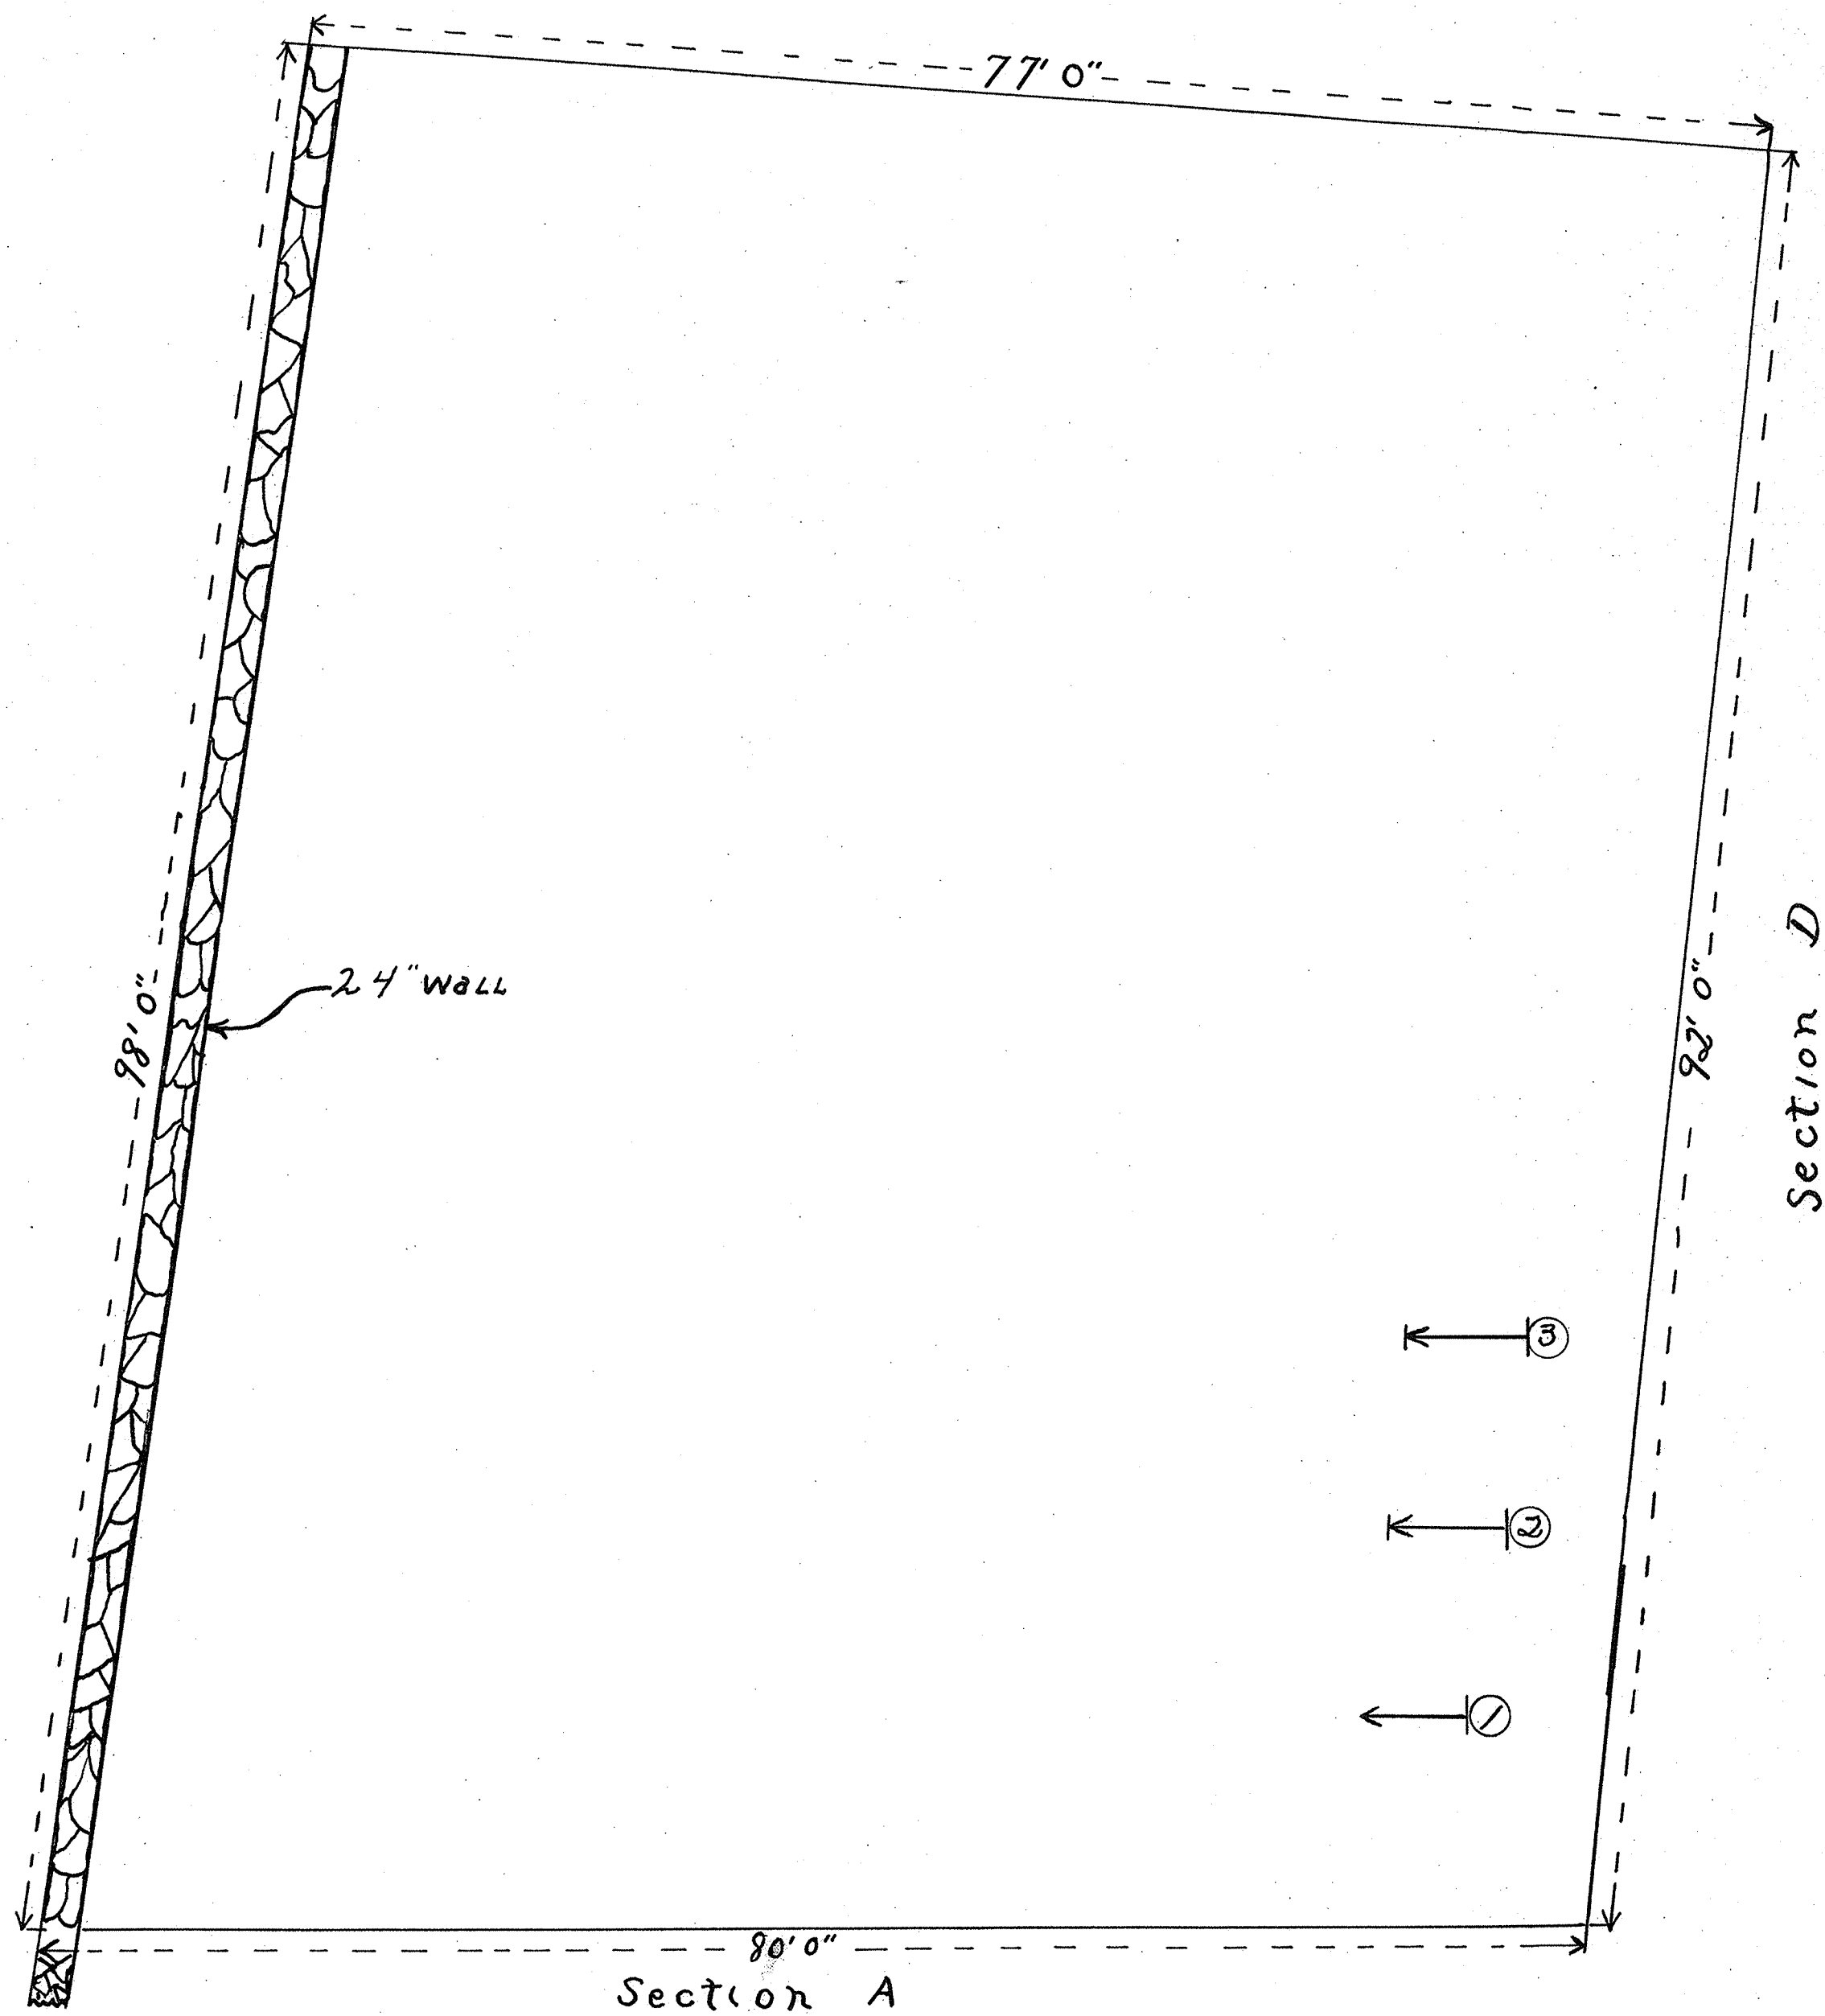 77' 0"
98' 0"
24" WALL
92' 0"
Section D
3
2
1
80' 0"
Section A